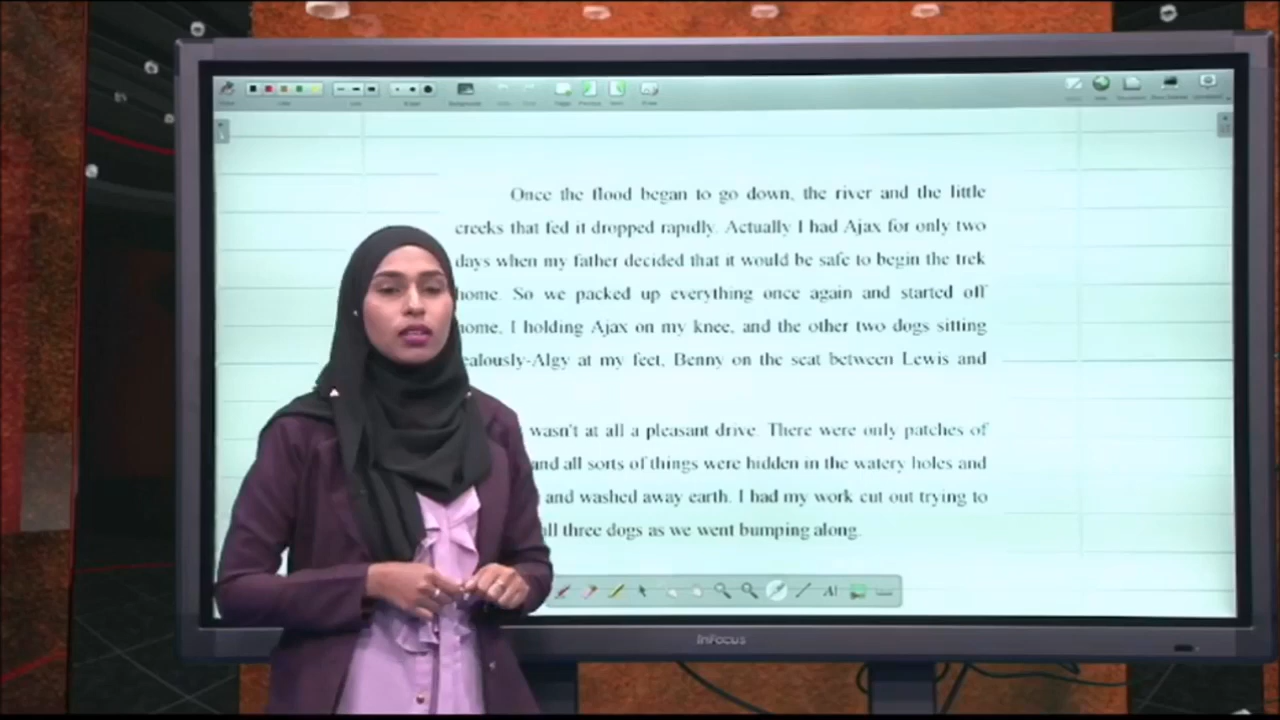 Once the flood began to go down, the river and the little
creeks that fed it dropped rapidly. Actually I had Ajax for only two
days when my father decided that it would be safe to begin the trek
home. So we packed up everything once again and started off
home, I holding Ajax on my knee, and the other two dogs sitting
ealously-Algy at my feet, Benny on the seat between Lewis and
wasn't at all a pleasant drive. There were only patches of
and all sorts of things were hidden in the watery holes and
and washed away earth. I had my work cut out trying to
all three dogs as we went bumping along.
AI
InFocus